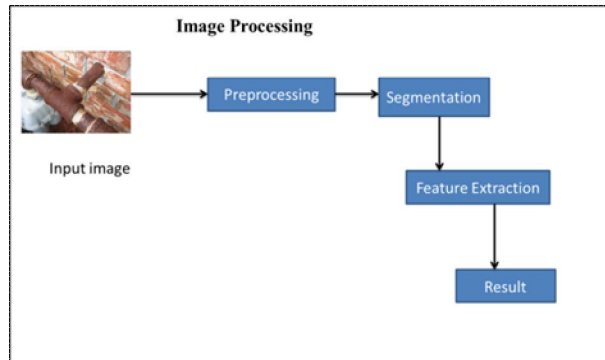 Image Processing
Preprocessing
Segmentation
Input image
Feature Extraction
Result